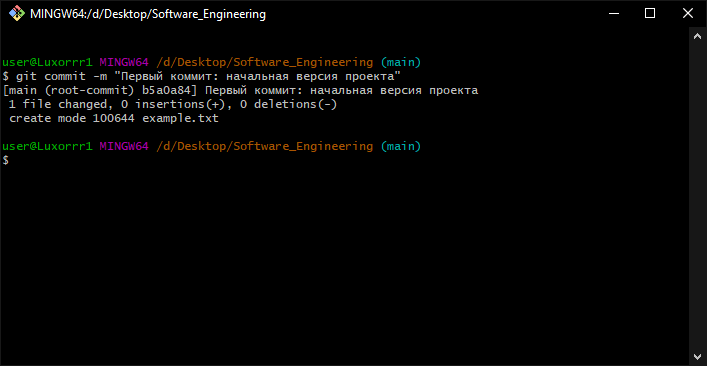 MINGW64:/d/Desktop/Software_Engineering
user@Luxorrr1 MINGW64 /d/Desktop/Software_Engineering (main)
$ git commit -m "Первый коммит: начальная версия проекта"
[main (root-commit) b5a0a84] Первый коммит: начальная версия проекта
 1 file changed, 0 insertions(+), 0 deletions(-)
 create mode 100644 example.txt
user@Luxorrr1 MINGW64 /d/Desktop/Software_Engineering (main)
$